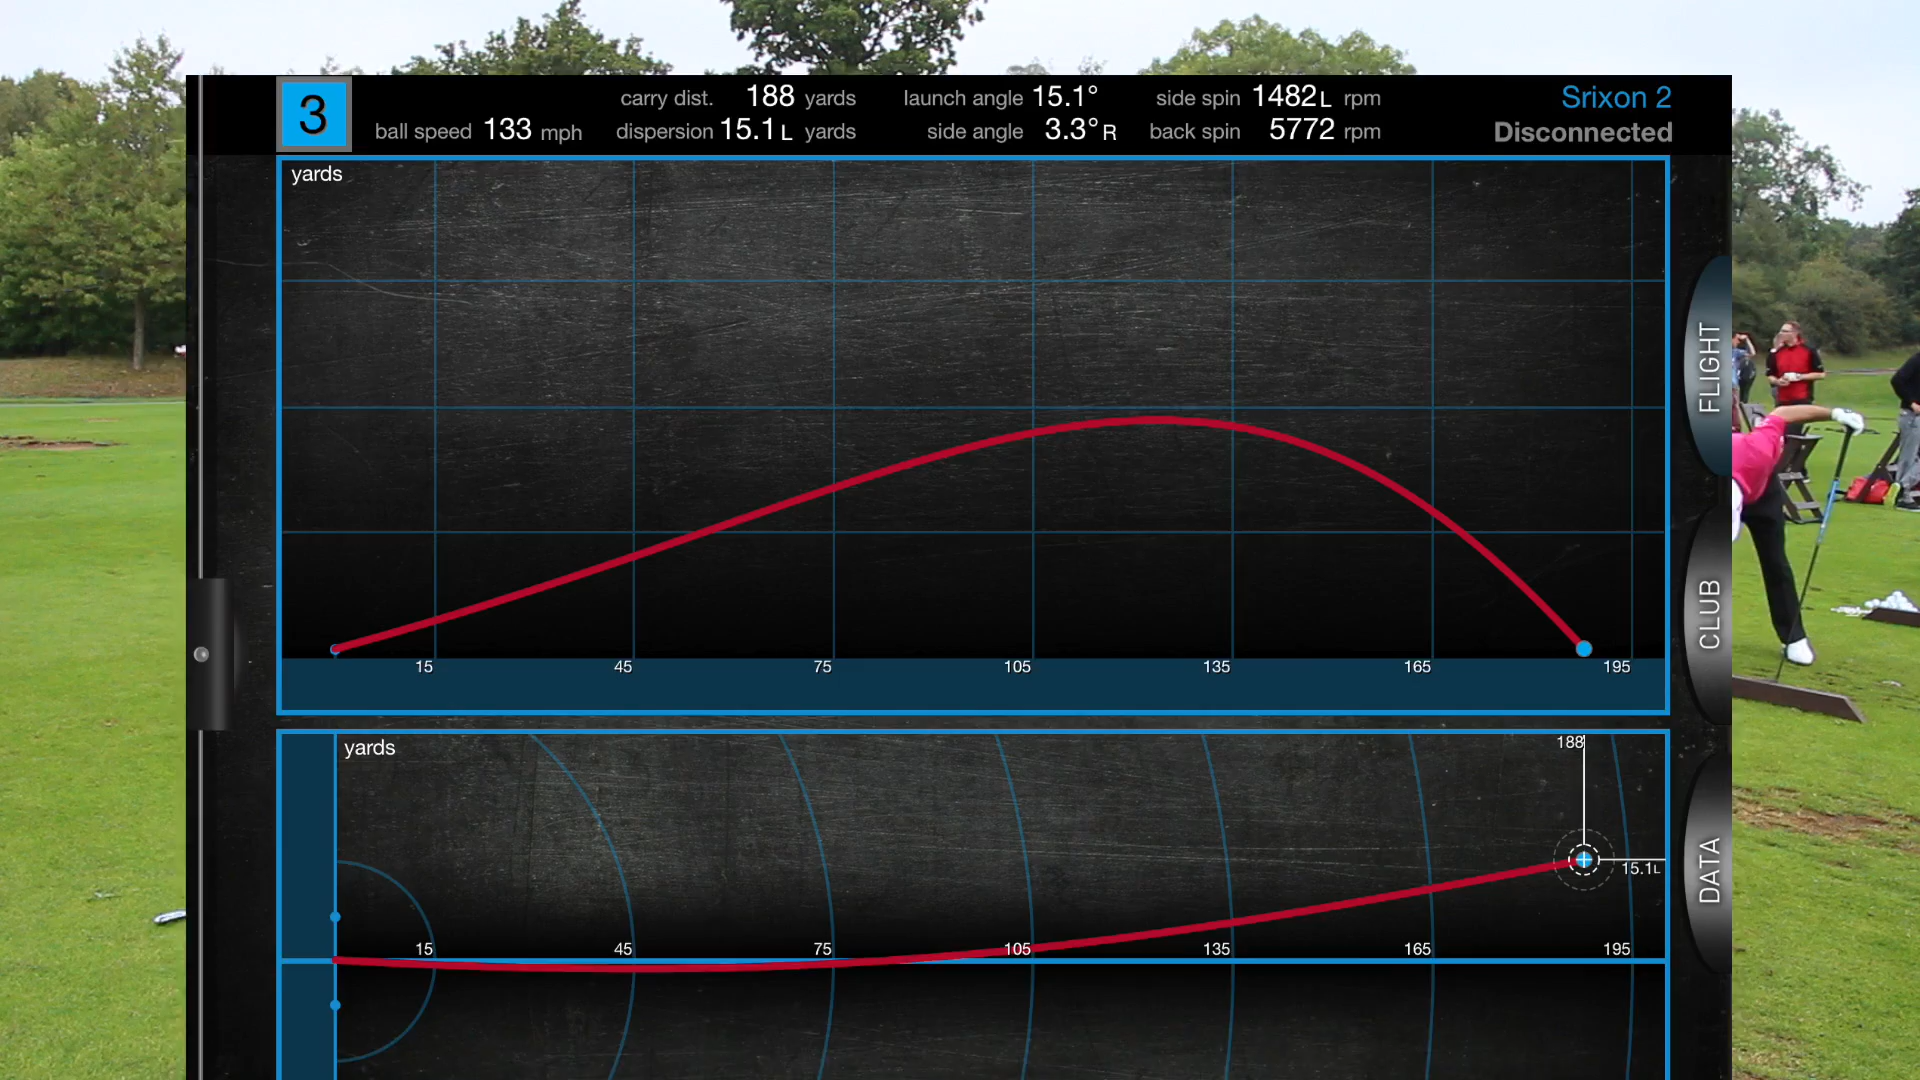 3
carry dist. 188 yards launch angle 15.1° side spin 1482L rpm Srixon 2
ball speed 133 mph dispersion 15.1L yards side angle 3.3°R back spin 5772 rpm Disconnected
yards
15 45 75 105 135 165 195
FLIGHT
CLUB
DATA
yards
188
15.1L
15 45 75 105 135 165 195